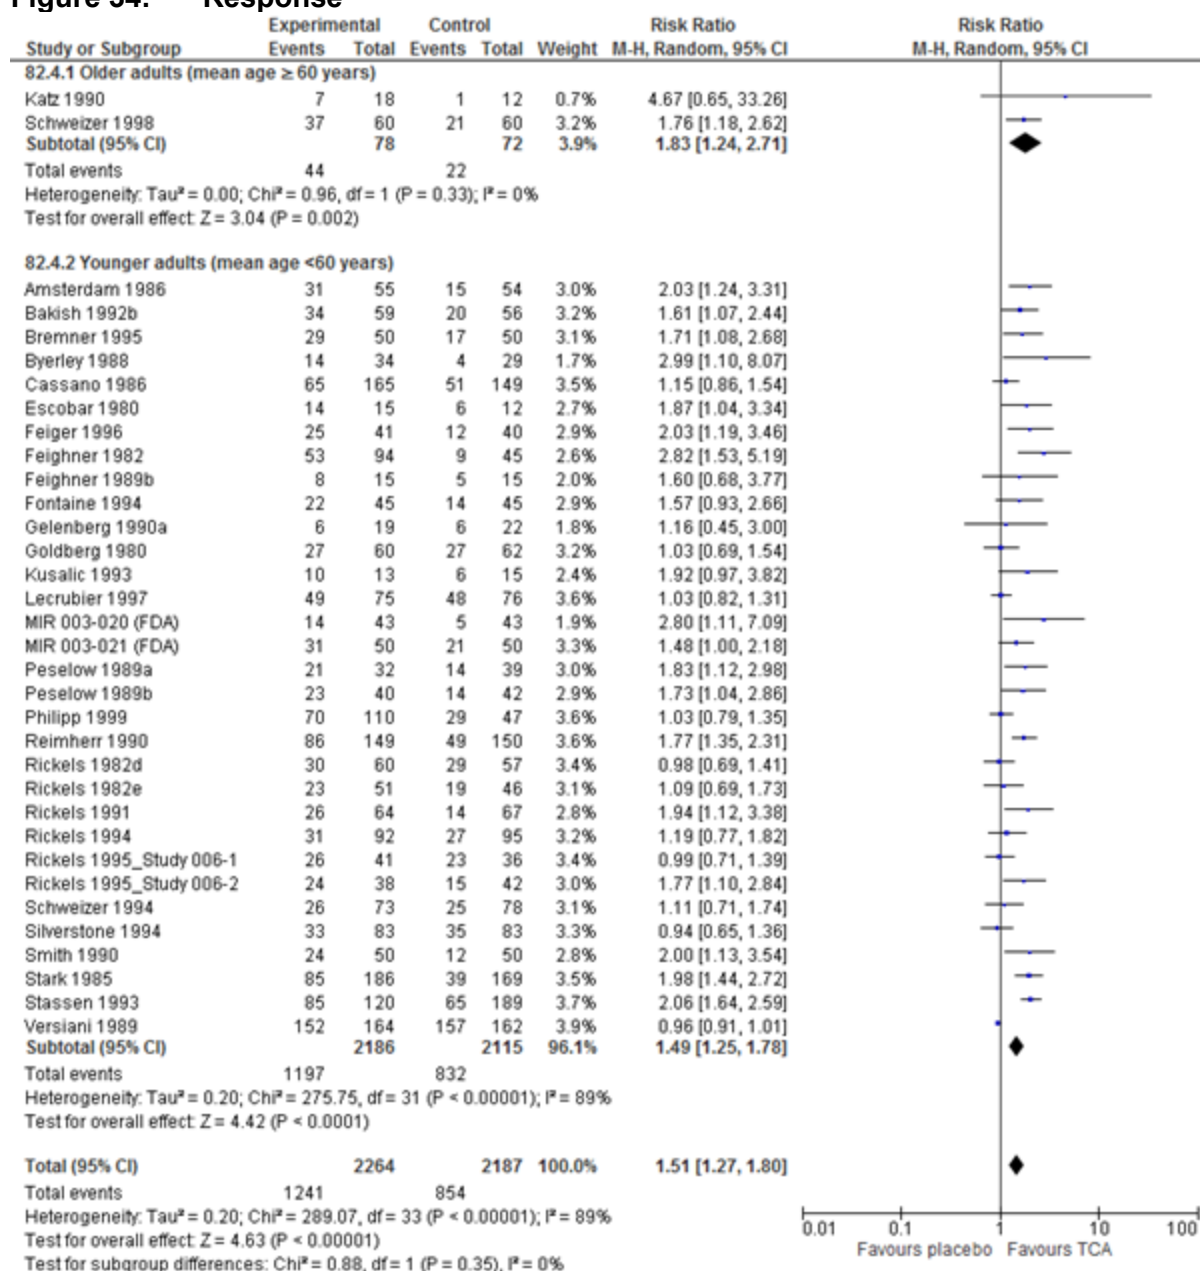 Figure 34: Response
Experimental Control Risk Ratio Risk Ratio
Study or Subgroup Events Total Events Total Weight M-H, Random, 95% CI M-H, Random, 95% CI
82.4.1 Older adults (mean age ≥ 60 years)
Katz 1990 7 18 1 12 0.7% 4.67 [0.65, 33.26]
Schweizer 1998 37 60 21 60 3.2% 1.76 [1.18, 2.62]
Subtotal (95% CI) 78 72 3.9% 1.83 [1.24, 2.71]
Total events 44 22
Heterogeneity: Tau² = 0.00; Chi² = 0.96, df = 1 (P = 0.33); I² = 0%
Test for overall effect: Z = 3.04 (P = 0.002)
82.4.2 Younger adults (mean age <60 years)
Amsterdam 1986 31 55 15 54 3.0% 2.03 [1.24, 3.31]
Bakish 1992b 34 59 20 56 3.2% 1.61 [1.07, 2.44]
Bremner 1995 29 50 17 50 3.1% 1.71 [1.08, 2.68]
Byerley 1988 14 34 4 29 1.7% 2.99 [1.10, 8.07]
Cassano 1986 65 165 51 149 3.5% 1.15 [0.86, 1.54]
Escobar 1980 14 15 6 12 2.7% 1.87 [1.04, 3.34]
Feiger 1996 25 41 12 40 2.9% 2.03 [1.19, 3.46]
Feighner 1982 53 94 9 45 2.6% 2.82 [1.53, 5.19]
Feighner 1989b 8 15 5 15 2.0% 1.60 [0.68, 3.77]
Fontaine 1994 22 45 14 45 2.9% 1.57 [0.93, 2.66]
Gelenberg 1990a 6 19 6 22 1.8% 1.16 [0.45, 3.00]
Goldberg 1980 27 60 27 62 3.2% 1.03 [0.69, 1.54]
Kusalic 1993 10 13 6 15 2.4% 1.92 [0.97, 3.82]
Lecrubier 1997 49 75 48 76 3.6% 1.03 [0.82, 1.31]
MIR 003-020 (FDA) 14 43 5 43 1.9% 2.80 [1.11, 7.09]
MIR 003-021 (FDA) 31 50 21 50 3.3% 1.48 [1.00, 2.18]
Peselow 1989a 21 32 14 39 3.0% 1.83 [1.12, 2.98]
Peselow 1989b 23 40 14 42 2.9% 1.73 [1.04, 2.86]
Philipp 1999 70 110 29 47 3.6% 1.03 [0.79, 1.35]
Reimherr 1990 86 149 49 150 3.6% 1.77 [1.35, 2.31]
Rickels 1982d 30 60 29 57 3.4% 0.98 [0.69, 1.41]
Rickels 1982e 23 51 19 46 3.1% 1.09 [0.69, 1.73]
Rickels 1991 26 64 14 67 2.8% 1.94 [1.12, 3.38]
Rickels 1994 31 92 27 95 3.2% 1.19 [0.77, 1.82]
Rickels 1995_Study 006-1 26 41 23 36 3.4% 0.99 [0.71, 1.39]
Rickels 1995_Study 006-2 24 38 15 42 3.0% 1.77 [1.10, 2.84]
Schweizer 1994 26 73 25 78 3.1% 1.11 [0.71, 1.74]
Silverstone 1994 33 83 35 83 3.3% 0.94 [0.65, 1.36]
Smith 1990 24 50 12 50 2.8% 2.00 [1.13, 3.54]
Stark 1985 85 186 39 169 3.5% 1.98 [1.44, 2.72]
Stassen 1993 85 120 65 189 3.7% 2.06 [1.64, 2.59]
Versiani 1989 152 164 157 162 3.9% 0.96 [0.91, 1.01]
Subtotal (95% CI) 2186 2115 96.1% 1.49 [1.25, 1.78]
Total events 1197 832
Heterogeneity: Tau² = 0.20; Chi² = 275.75, df = 31 (P < 0.00001); I² = 89%
Test for overall effect: Z = 4.42 (P < 0.0001)
Total (95% CI) 2264 2187 100.0% 1.51 [1.27, 1.80]
Total events 1241 854
Heterogeneity: Tau² = 0.20; Chi² = 289.07, df = 33 (P < 0.00001); I² = 89%
Test for overall effect: Z = 4.63 (P < 0.00001)
Test for subgroup differences: Chi² = 0.88, df = 1 (P = 0.35), I² = 0%
0.01 0.1 1 10 100
Favours placebo Favours TCA